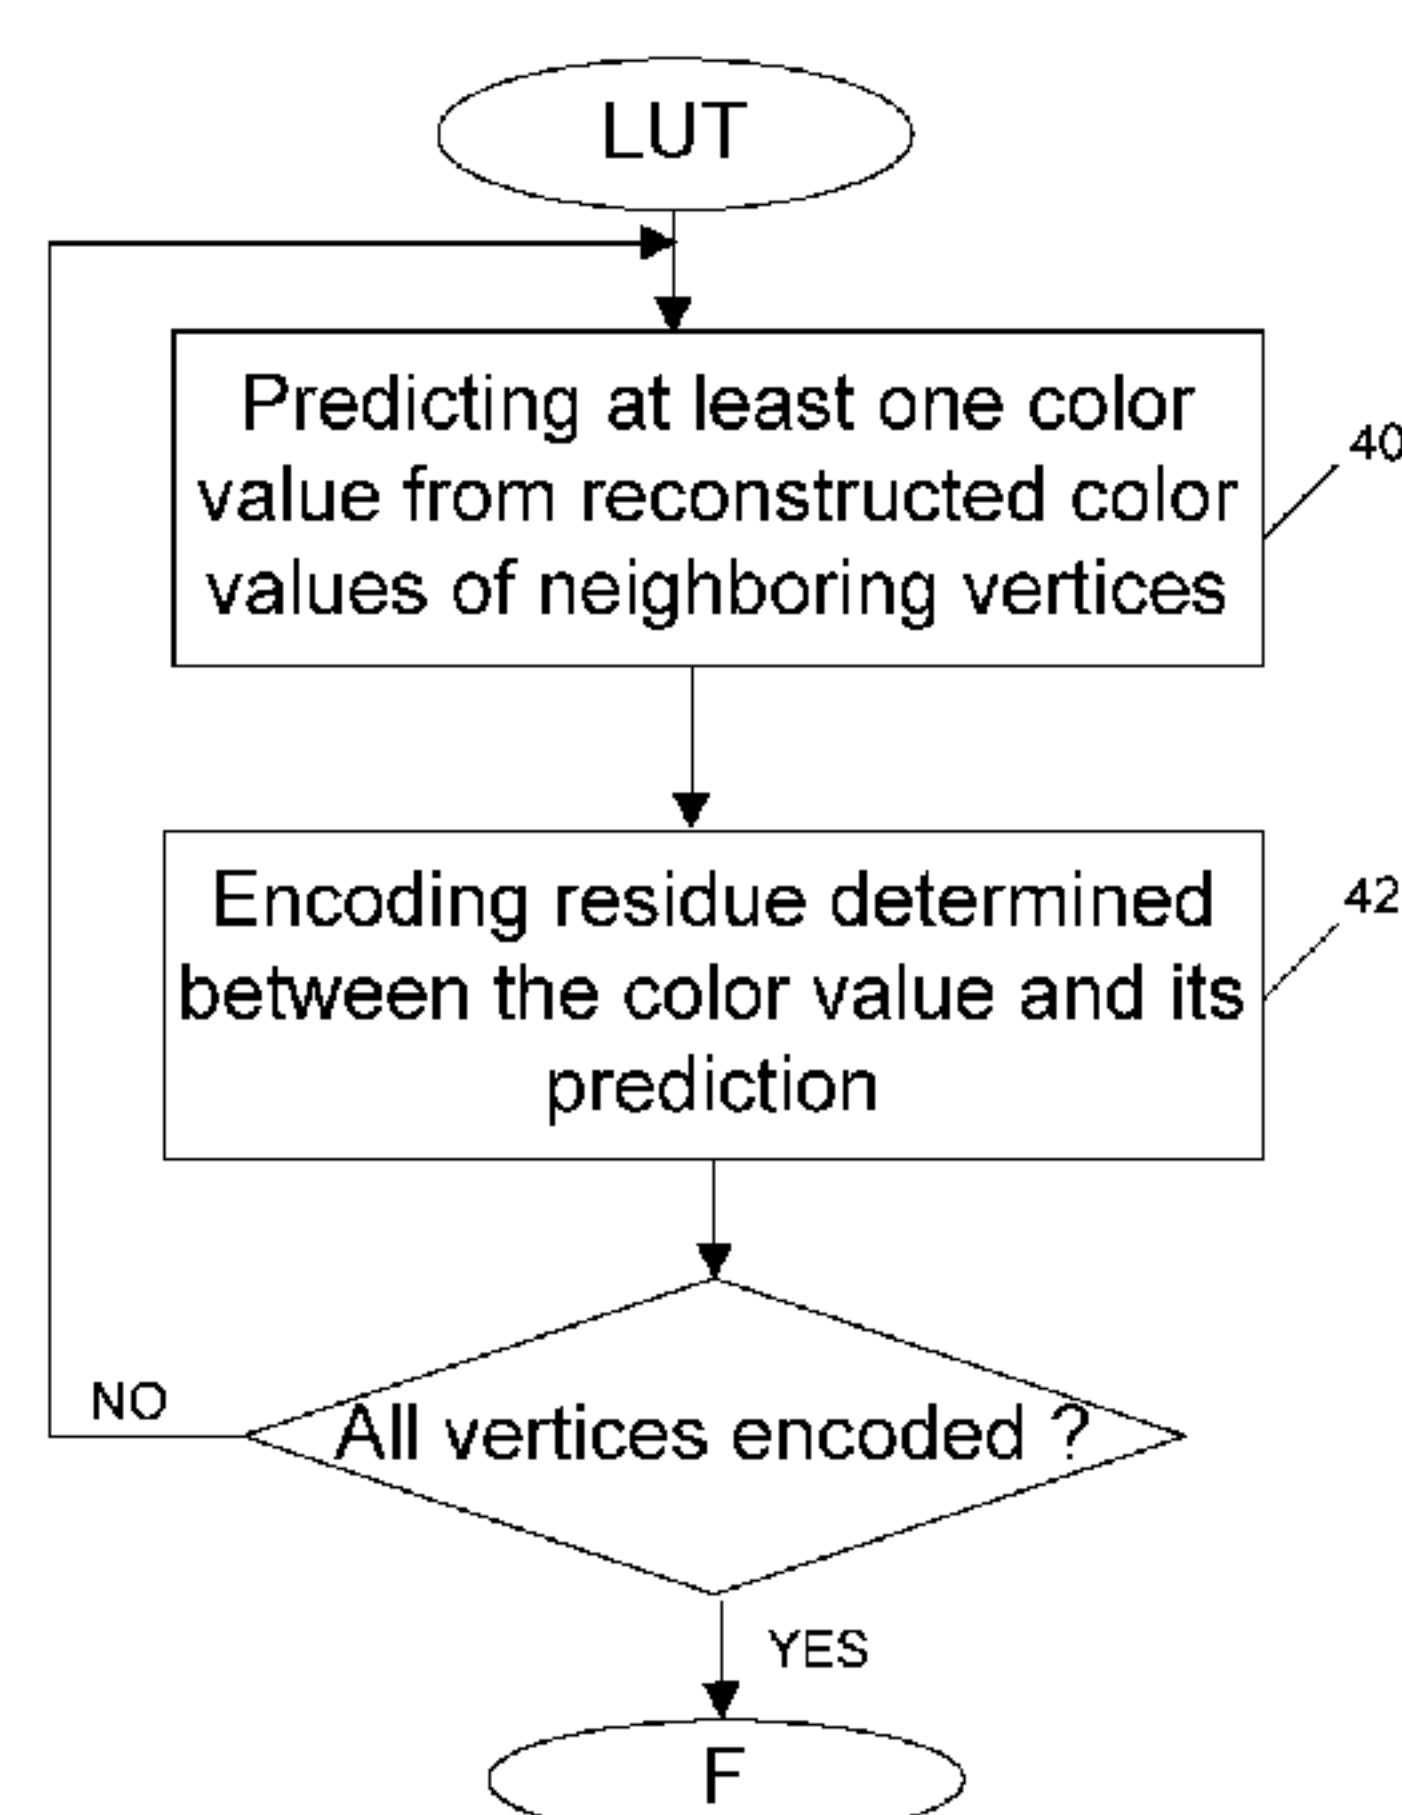 LUT
Predicting at least one color
value from reconstructed color
values of neighboring vertices
40
Encoding residue determined
between the color value and its
prediction
42
All vertices encoded ?
NO
YES
F